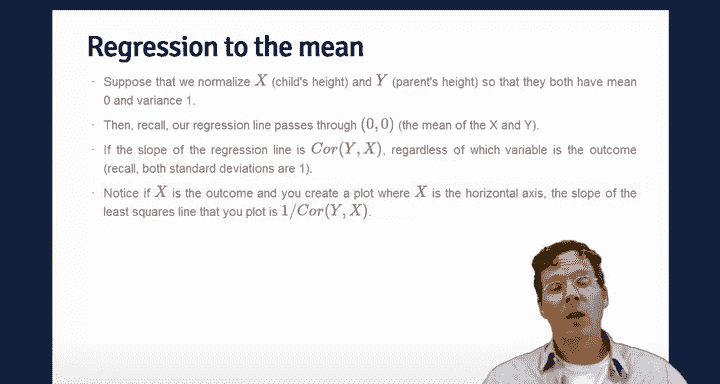 Regression to the mean
· Suppose that we normalize X (child's height) and Y (parent's height) so that they both have mean
0 and variance 1.
· Then, recall, our regression line passes through (0, 0) (the mean of the X and Y).
· If the slope of the regression line is Cor(Y, X), regardless of which variable is the outcome
(recall, both standard deviations are 1).
· Notice if X is the outcome and you create a plot where X is the horizontal axis, the slope of the
least squares line that you plot is 1/Cor(Y, X).